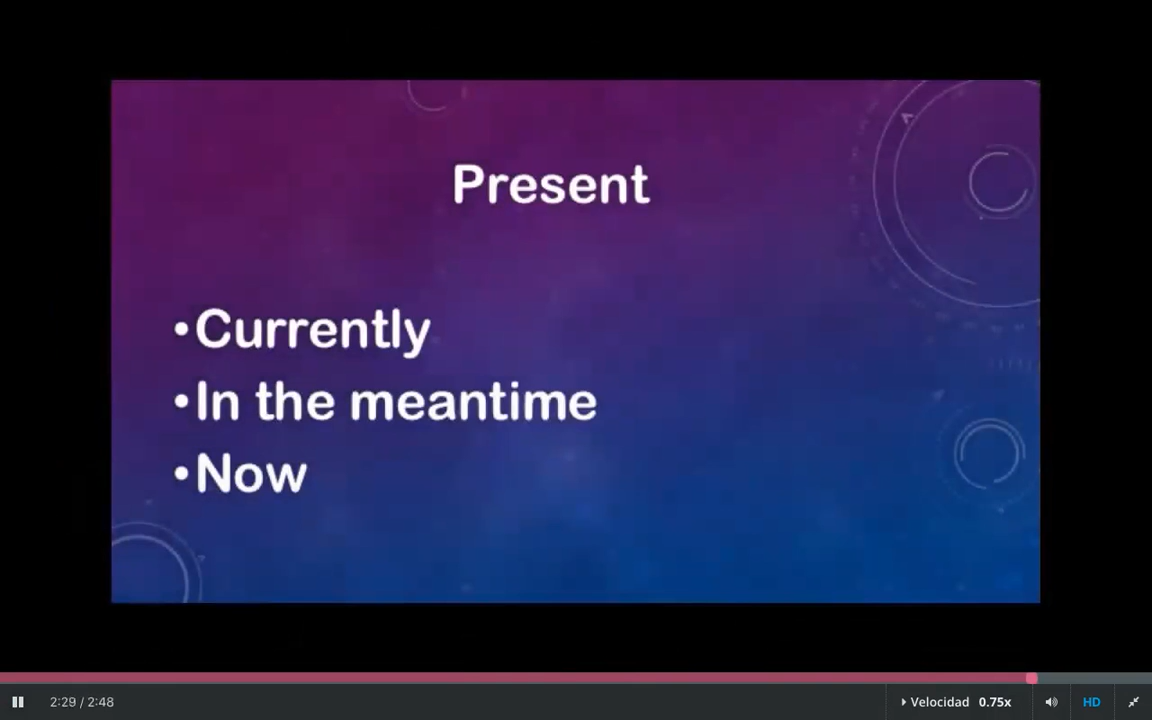 Present
•Currently
•In the meantime
•Now
2:29 / 2:48
Velocidad 0.75x
HD